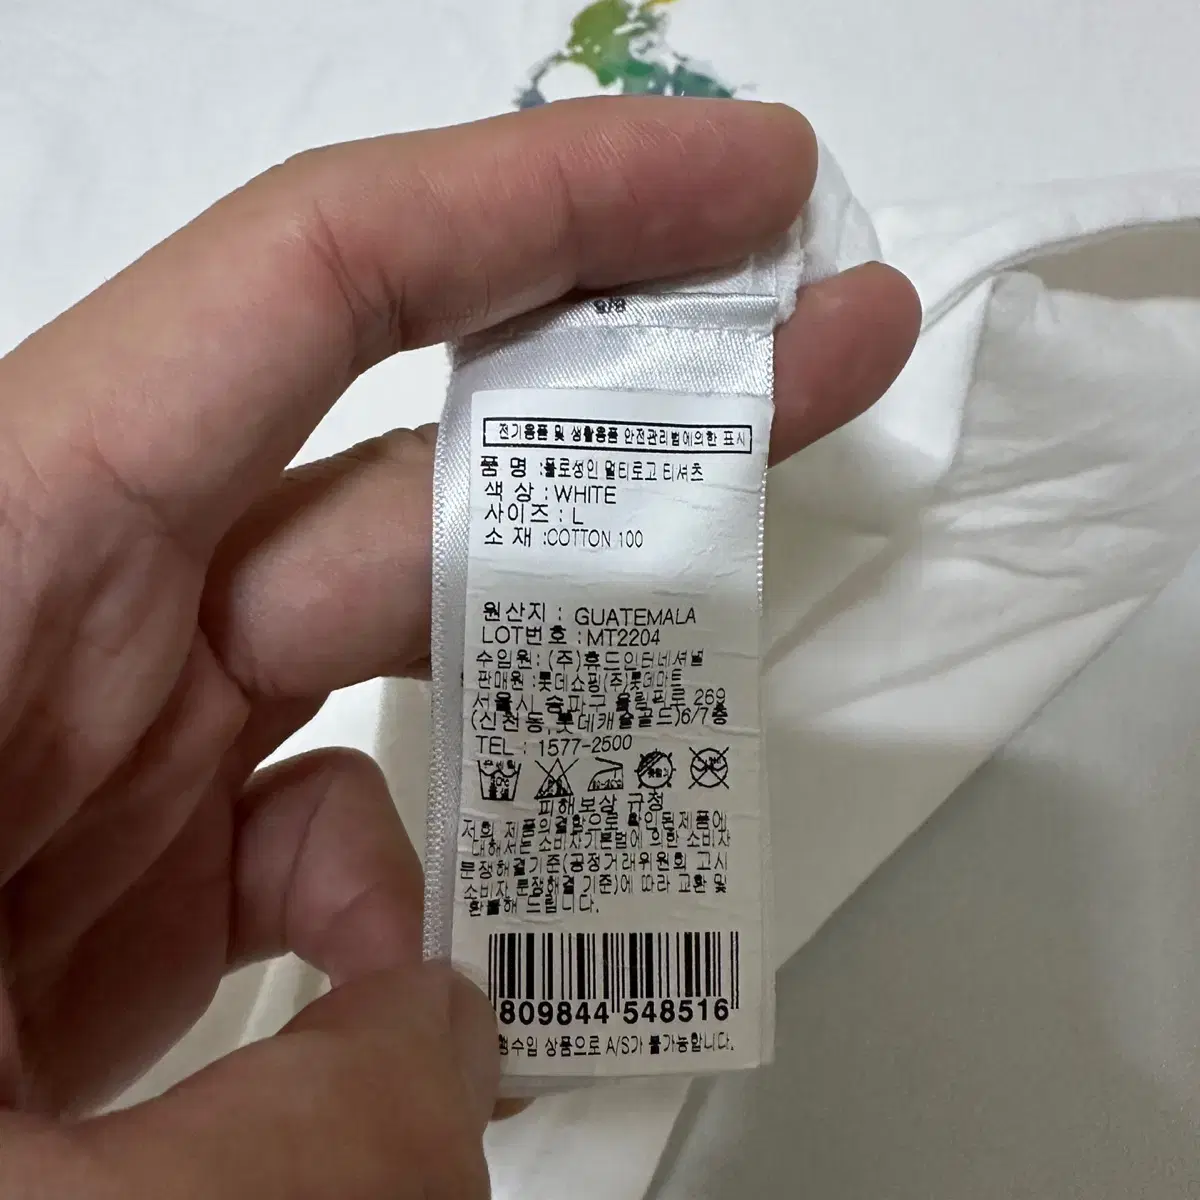 8/8
전기용품 및 생활용품 안전관리법에의한 표시
품 명 :폴로성인 멀티로고 티셔츠
색 상 : WHITE
사이즈 : L
소 재 :COTTON 100
원산지 : GUATEMALA
LOT번호 : MT2204
수입원 : (주)후드인터네셔널
판매원 : 롯데쇼핑(주)롯데마트
서울시 송파구 올림픽로 269
(신천동,롯데캐슬골드)6/7층
TEL : 1577-2500
피해보상 규정
저희 제품의결함으로 확인된제품에
대해서는 소비자기본법에 의한 소비자
분쟁해결기준(공정거래위원회 고시
소비자 분쟁해결 기준)에 따라 교환 및
환불해 드립니다.
809844 548516
상품으로 A/S가 불가능합니다.